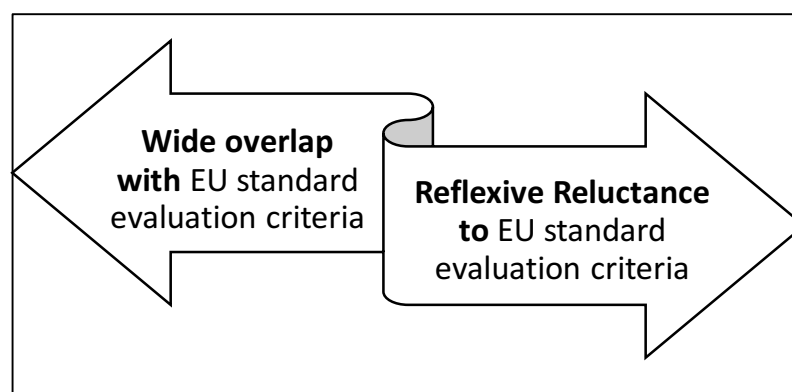 Wide overlap
with EU standard
evaluation criteria
Reflexive Reluctance
to EU standard
evaluation criteria